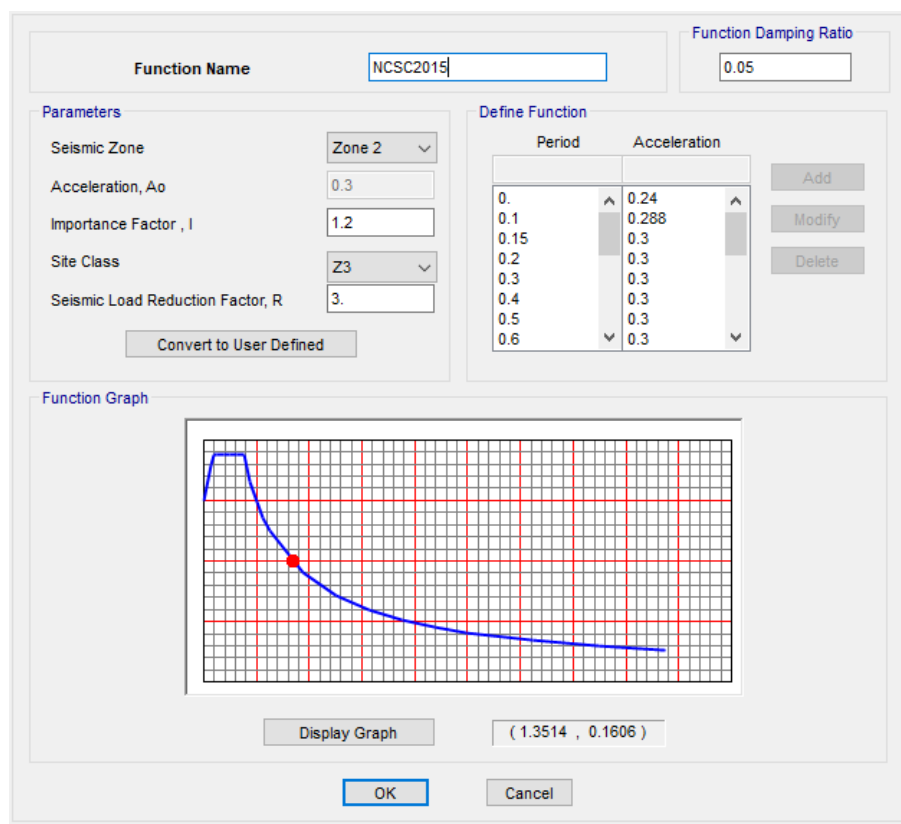 Function Damping Ratio
Function Name NCSC2015 0.05
Parameters
Seismic Zone Zone 2
Acceleration, Ao 0.3
Importance Factor , I 1.2
Site Class Z3
Seismic Load Reduction Factor, R 3.
Convert to User Defined
Define Function
Period Acceleration
0. 0.24
0.1 0.288
0.15 0.3
0.2 0.3
0.3 0.3
0.4 0.3
0.5 0.3
0.6 0.3
Add
Modify
Delete
Function Graph
Display Graph (1.3514 , 0.1606 )
OK Cancel